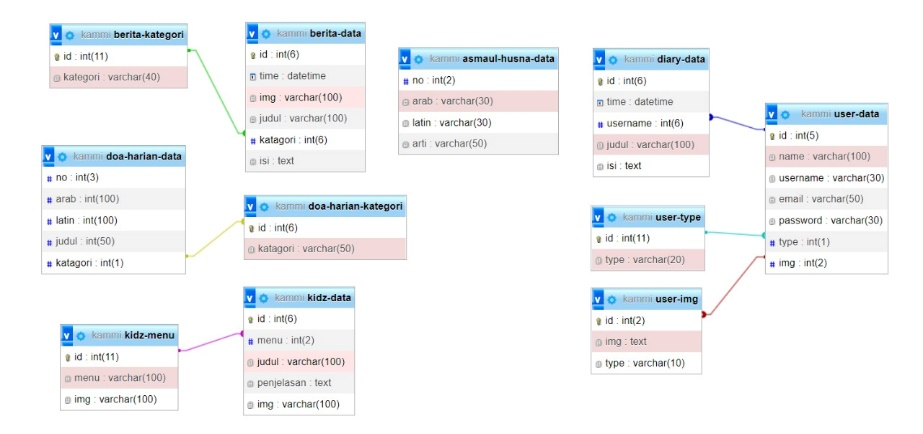 kammi berita-kategori
id : int(11)
kategori : varchar(40)
kammi berita-data
id : int(6)
time : datetime
img : varchar(100)
judul : varchar(100)
katagori : int(6)
isi : text
kammi asmaul-husna-data
no : int(2)
arab : varchar(30)
latin : varchar(30)
arti : varchar(50)
kammi diary-data
id : int(6)
time : datetime
username : int(6)
judul : varchar(100)
isi : text
kammi user-data
id : int(5)
name : varchar(100)
username : varchar(30)
email : varchar(50)
password : varchar(30)
type : int(1)
img : int(2)
kammi doa-harian-data
no : int(3)
arab : int(100)
latin : int(100)
judul : int(50)
katagori : int(1)
kammi doa-harian-kategori
id : int(6)
katagori : varchar(50)
kammi user-type
id : int(11)
type : varchar(20)
kammi kidz-menu
id : int(11)
menu : varchar(100)
img : varchar(100)
kammi kidz-data
id : int(6)
menu : int(2)
judul : varchar(100)
penjelasan : text
img : varchar(100)
kammi user-img
id : int(2)
img : text
type : varchar(10)